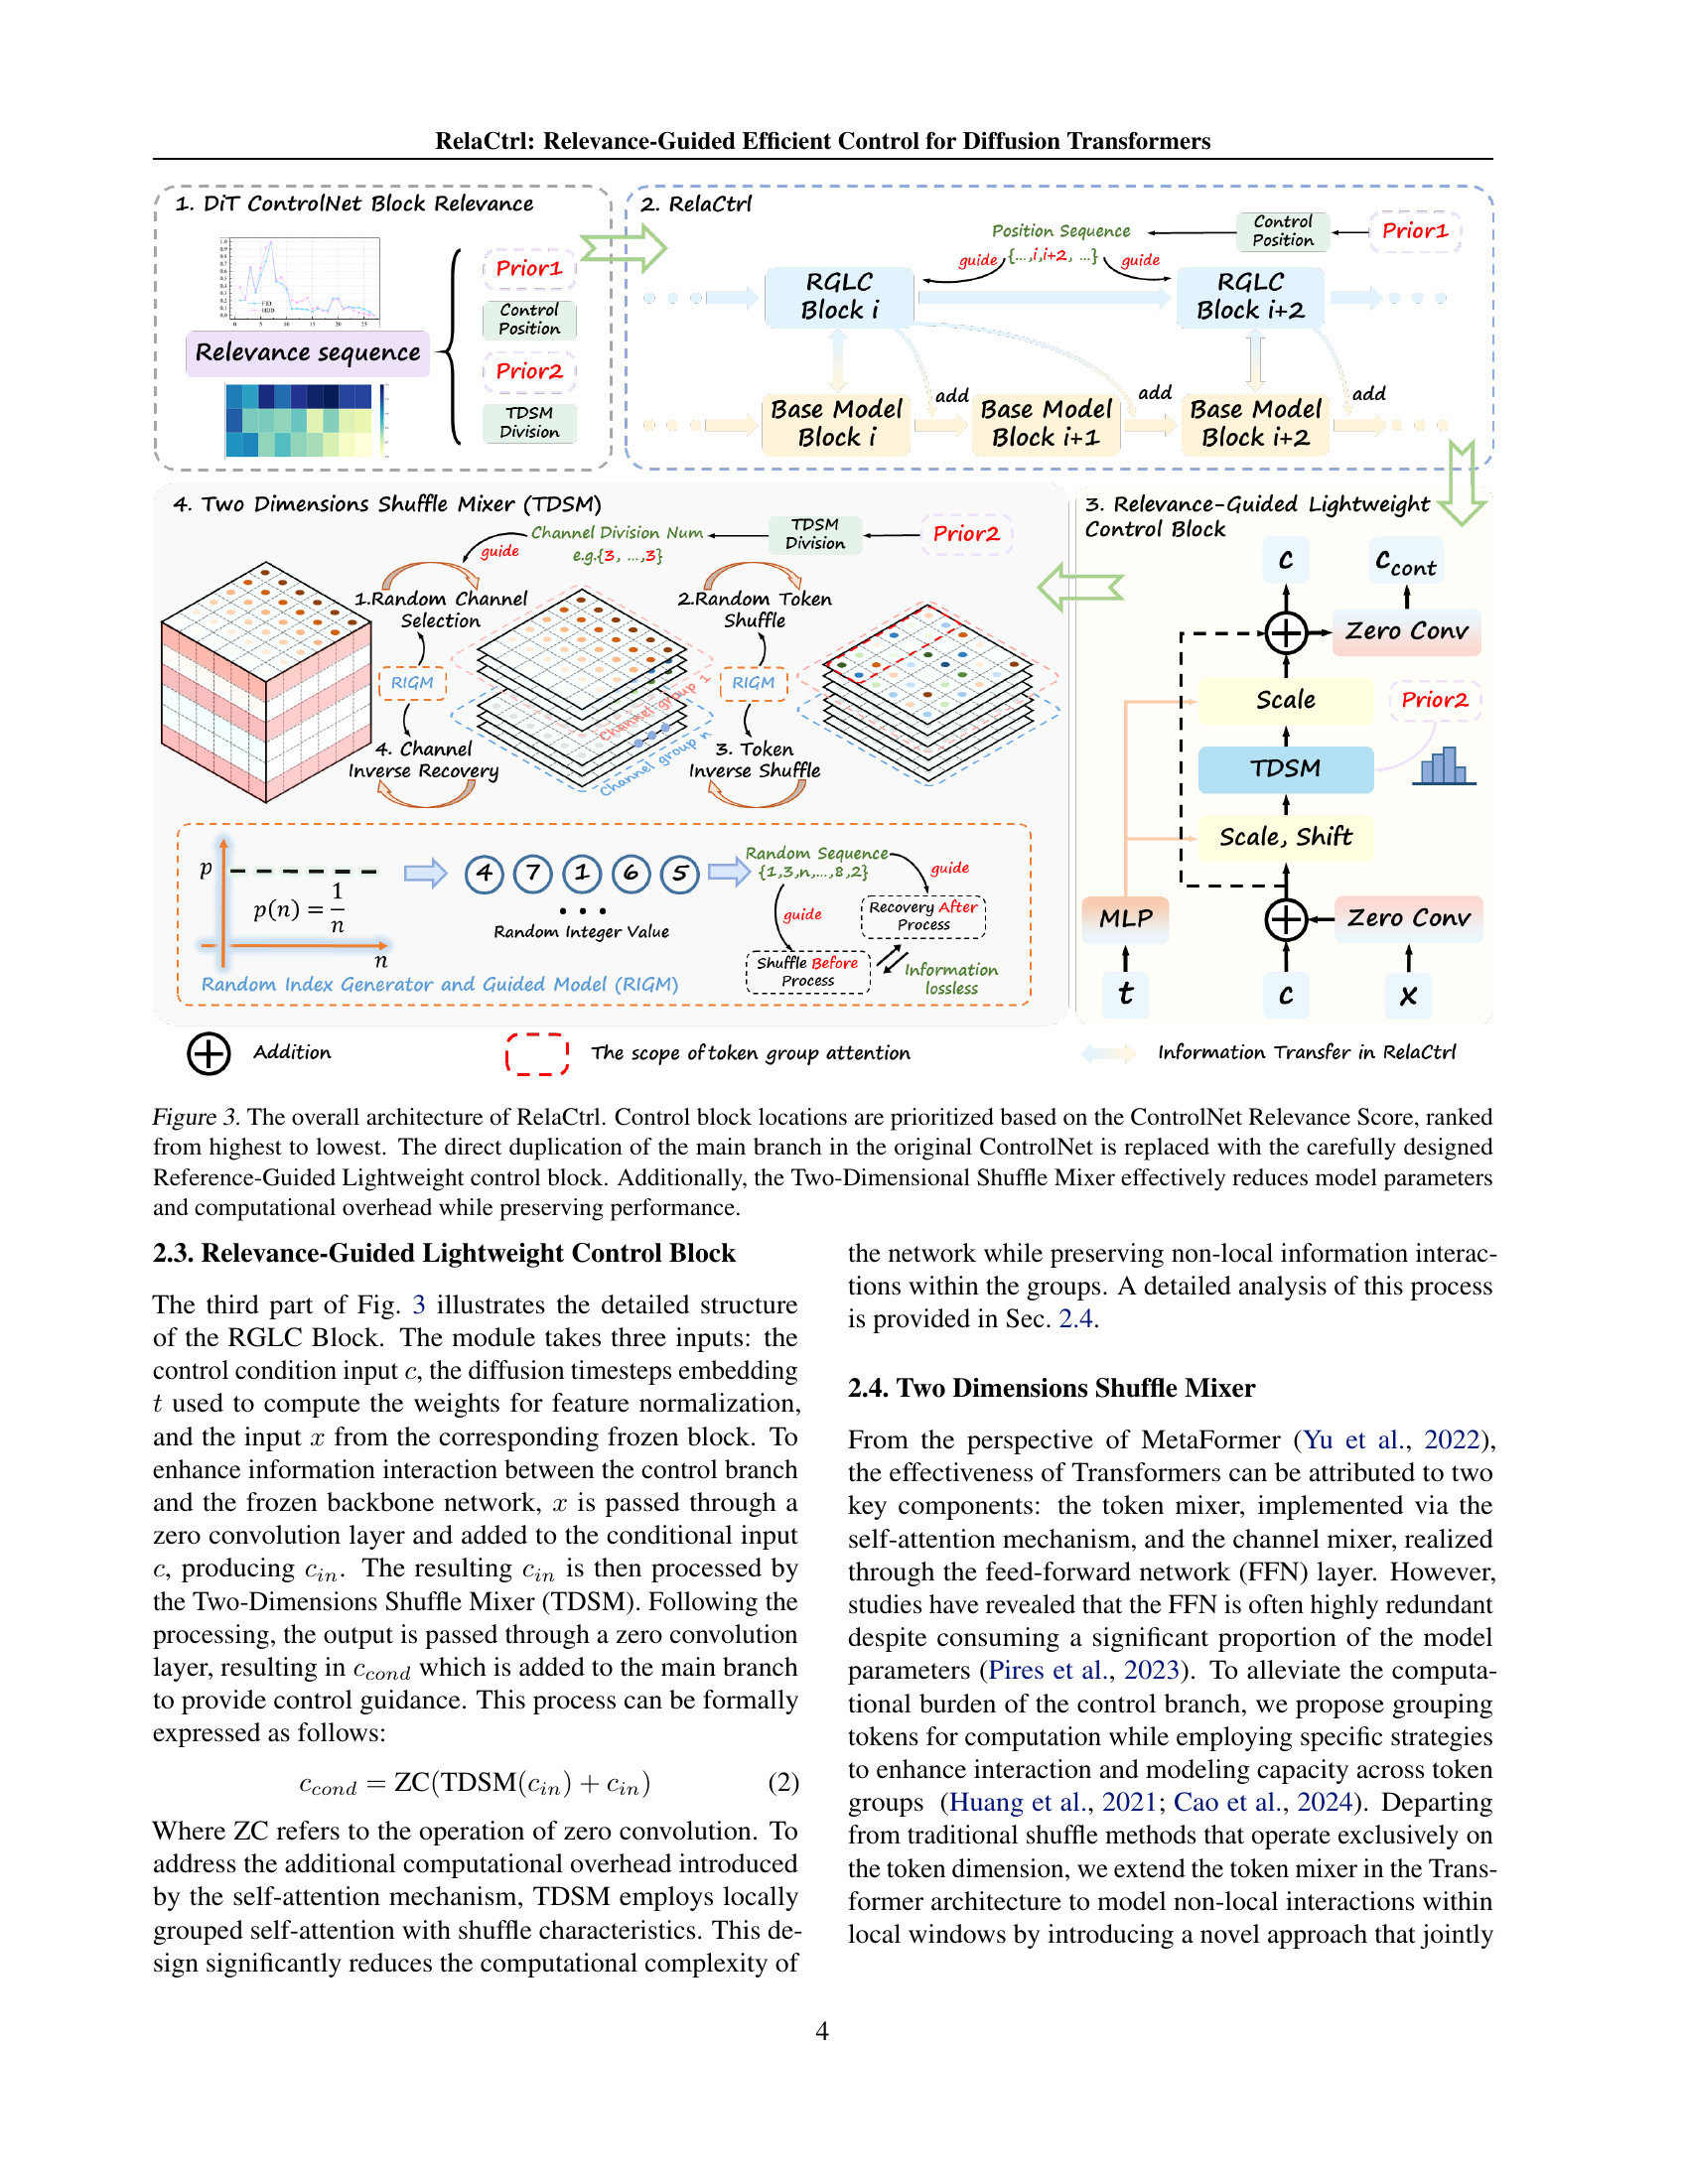 RelaCtrl: Relevance-Guided Efficient Control for Diffusion Transformers
1. DiT ControlNet Block Relevance
Relevance sequence
Prior1
Control
Position
Prior2
TDSM
Division
2. RelaCtrl
Position Sequence
{...,i,i+2, ...}
guide
guide
Control
Position
Prior1
RGLC
Block i
RGLC
Block i+2
add
add
add
Base Model
Block i
Base Model
Block i+1
Base Model
Block i+2
4. Two Dimensions Shuffle Mixer (TDSM)
Channel Division Num
e.g.{3, ...,3}
guide
TDSM
Division
Prior2
1.Random Channel
Selection
RIGM
4. Channel
Inverse Recovery
Channel group 1
Channel group n
2.Random Token
Shuffle
RIGM
3. Token
Inverse Shuffle
p
p(n) = 1/n
n
4 7 1 6 5
...
Random Integer Value
Random Sequence
{1,3,n,...,8,2}
guide
guide
Recovery After
Process
Shuffle Before
Process
Information
lossless
Random Index Generator and Guided Model (RIGM)
3. Relevance-Guided Lightweight
Control Block
c
c_cont
Zero Conv
Scale
Prior2
TDSM
Scale, Shift
MLP
Zero Conv
t
c
x
Addition
The scope of token group attention
Information Transfer in RelaCtrl
Figure 3. The overall architecture of RelaCtrl. Control block locations are prioritized based on the ControlNet Relevance Score, ranked
from highest to lowest. The direct duplication of the main branch in the original ControlNet is replaced with the carefully designed
Reference-Guided Lightweight control block. Additionally, the Two-Dimensional Shuffle Mixer effectively reduces model parameters
and computational overhead while preserving performance.
2.3. Relevance-Guided Lightweight Control Block
The third part of Fig. 3 illustrates the detailed structure
of the RGLC Block. The module takes three inputs: the
control condition input c, the diffusion timesteps embedding
t used to compute the weights for feature normalization,
and the input x from the corresponding frozen block. To
enhance information interaction between the control branch
and the frozen backbone network, x is passed through a
zero convolution layer and added to the conditional input
c, producing c_in. The resulting c_in is then processed by
the Two-Dimensions Shuffle Mixer (TDSM). Following the
processing, the output is passed through a zero convolution
layer, resulting in c_cond which is added to the main branch
to provide control guidance. This process can be formally
expressed as follows:
c_cond = ZC(TDSM(c_in) + c_in) (2)
Where ZC refers to the operation of zero convolution. To
address the additional computational overhead introduced
by the self-attention mechanism, TDSM employs locally
grouped self-attention with shuffle characteristics. This de-
sign significantly reduces the computational complexity of
the network while preserving non-local information interac-
tions within the groups. A detailed analysis of this process
is provided in Sec. 2.4.
2.4. Two Dimensions Shuffle Mixer
From the perspective of MetaFormer (Yu et al., 2022),
the effectiveness of Transformers can be attributed to two
key components: the token mixer, implemented via the
self-attention mechanism, and the channel mixer, realized
through the feed-forward network (FFN) layer. However,
studies have revealed that the FFN is often highly redundant
despite consuming a significant proportion of the model
parameters (Pires et al., 2023). To alleviate the computa-
tional burden of the control branch, we propose grouping
tokens for computation while employing specific strategies
to enhance interaction and modeling capacity across token
groups (Huang et al., 2021; Cao et al., 2024). Departing
from traditional shuffle methods that operate exclusively on
the token dimension, we extend the token mixer in the Trans-
former architecture to model non-local interactions within
local windows by introducing a novel approach that jointly
4